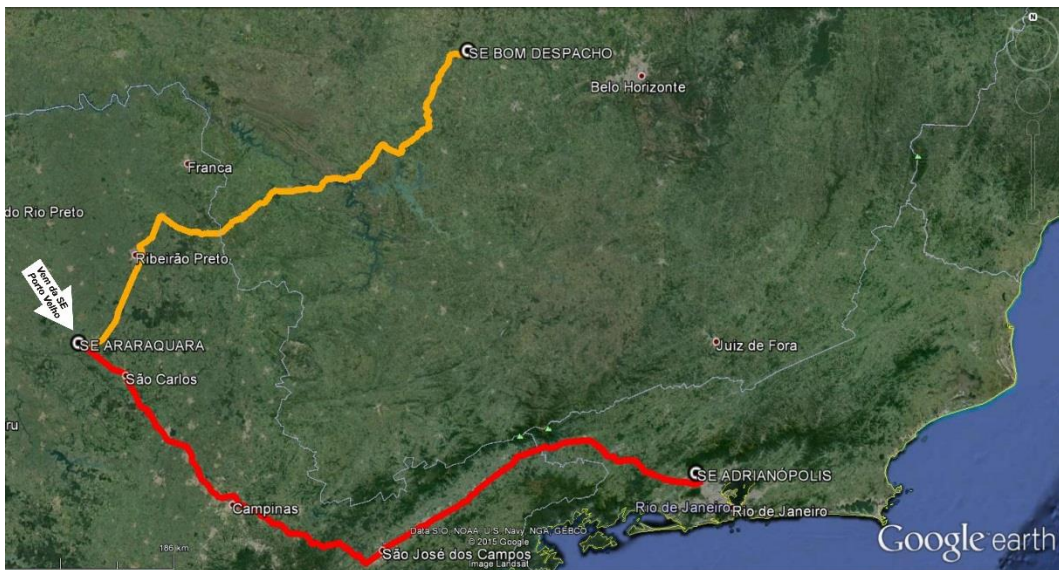 N
SE BOM DESPACHO
Belo Horizonte
Franca
do Rio Preto
Ribeirão Preto
Vem da SE
Porto Velho
SE ARARAQUARA
São Carlos
Juiz de Fora
ru
SE ADRIANÓPOLIS
Campinas
Rio de Janeiro
Rio de Janeiro
Data SIO, NOAA, U.S. Navy, NGA, GEBCO
© 2015 Google
Image Landsat
186 km
São José dos Campos
Google earth